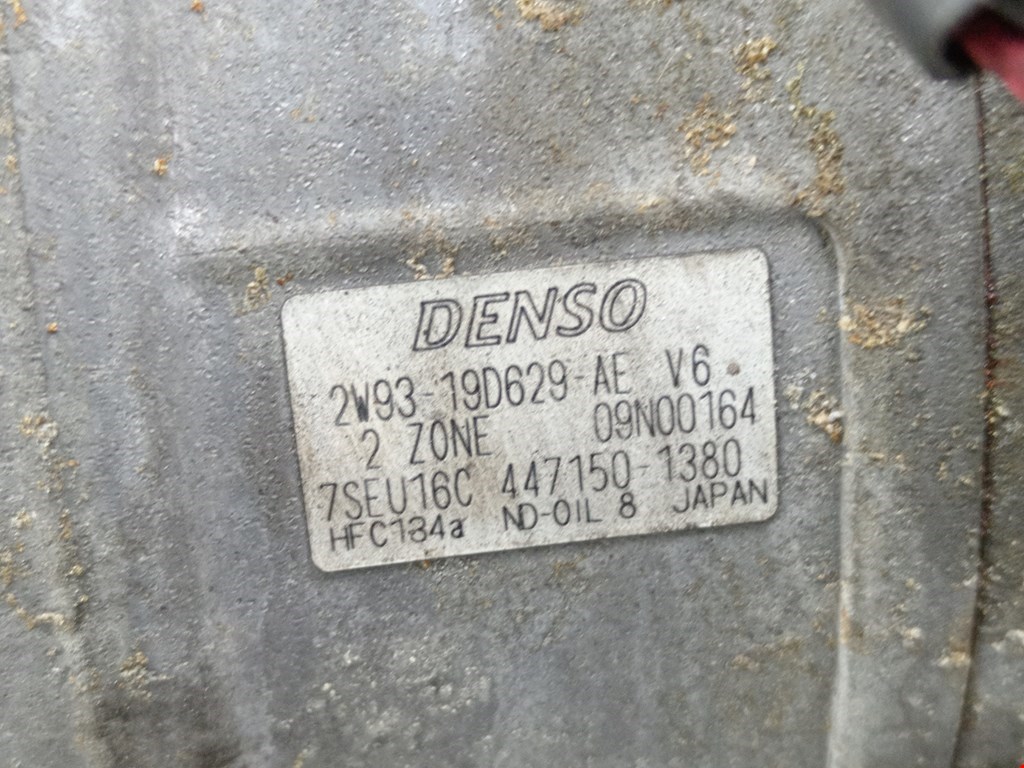 DENSO
2W93-19D629-AE V6
2 ZONE 09N00164
7SEU16C 447150-1380
HFC134a ND-OIL 8 JAPAN